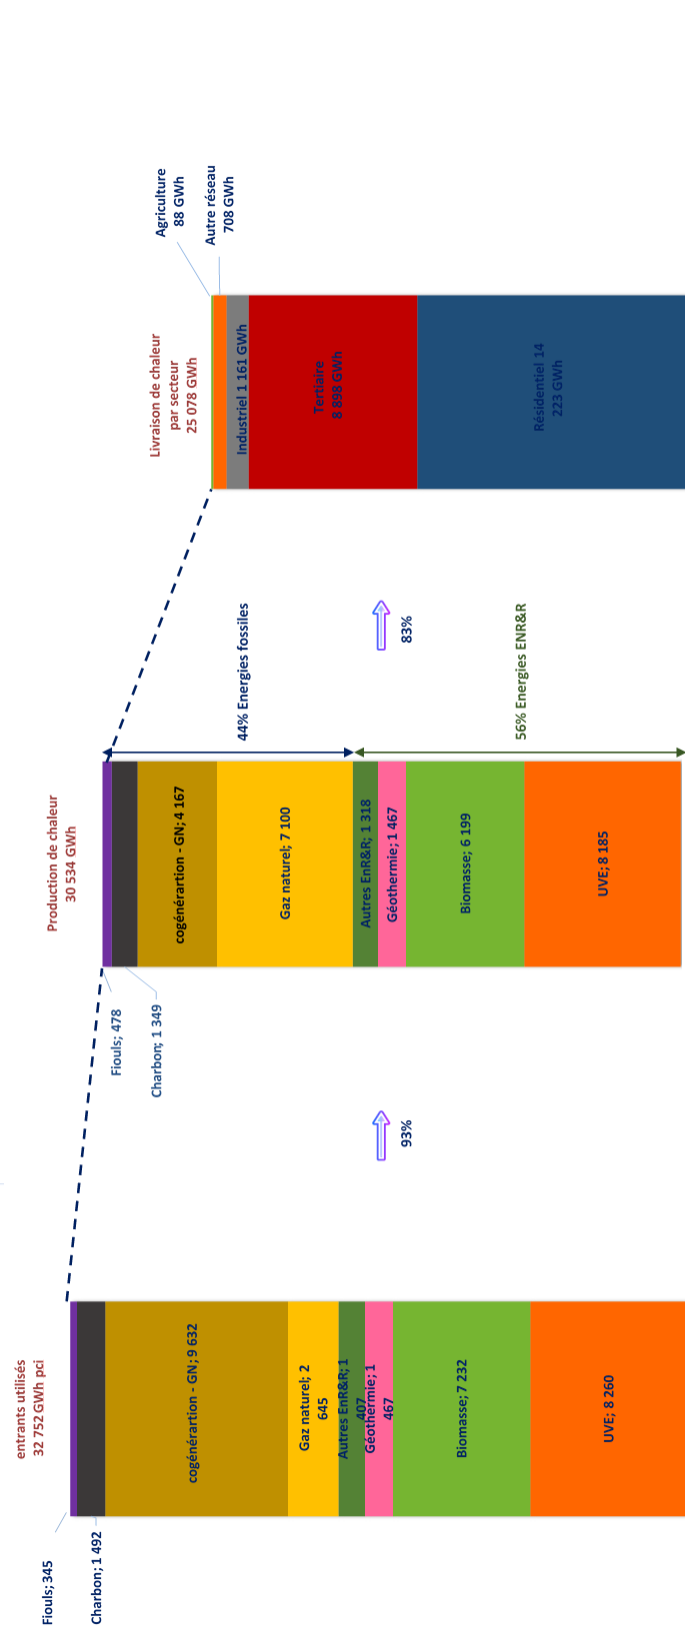 entrants utilisés
32 752 GWh pci
Fiouls; 345
Charbon; 1 492
cogénérartion - GN; 9 632
Gaz naturel; 2
645
Autres EnR&R; 1
407
Géothermie; 1
467
Biomasse; 7 232
UVE; 8 260
93%
Production de chaleur
30 534 GWh
Fiouls; 478
Charbon; 1 349
cogénérartion - GN; 4 167
Gaz naturel; 7 100
Autres EnR&R; 1 318
Géothermie; 1 467
Biomasse; 6 199
UVE; 8 185
44% Energies fossiles
56% Energies ENR&R
83%
Livraison de chaleur
par secteur
25 078 GWh
Agriculture
88 GWh
Autre réseau
708 GWh
Industriel 1 161 GWh
Tertiaire
8 898 GWh
Résidentiel 14
223 GWh